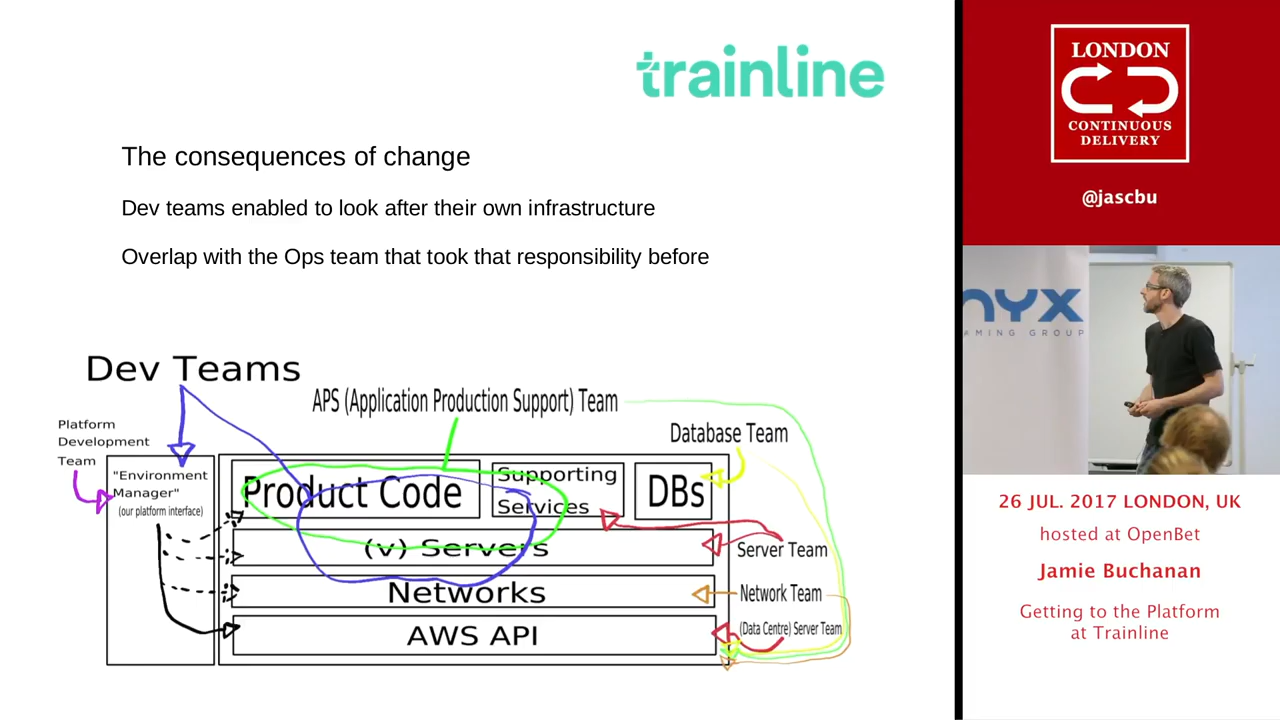 trainline
The consequences of change
Dev teams enabled to look after their own infrastructure
Overlap with the Ops team that took that responsibility before
Dev Teams
APS (Application Production Support) Team
Platform
Development
Team
Database Team
"Environment
Manager"
(our platform interface)
Product Code
Supporting
Services
DBs
(v) Servers
Server Team
Networks
Network Team
AWS API
(Data Centre) Server Team
LONDON
CONTINUOUS
DELIVERY
@jascbu
nyx
AMING GROUP
26 JUL. 2017 LONDON, UK
hosted at OpenBet
Jamie Buchanan
Getting to the Platform
at Trainline